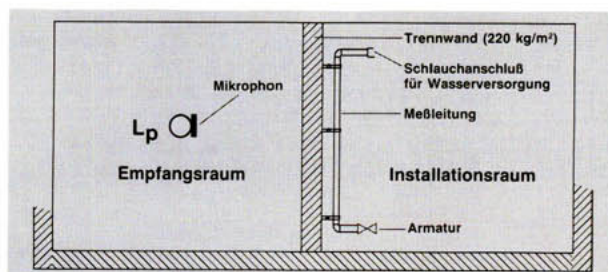 Trennwand (220 kg/m²)
Schlauchanschluß
für Wasserversorgung
Mikrophon
Lp
Meßleitung
Empfangsraum
Installationsraum
Armatur